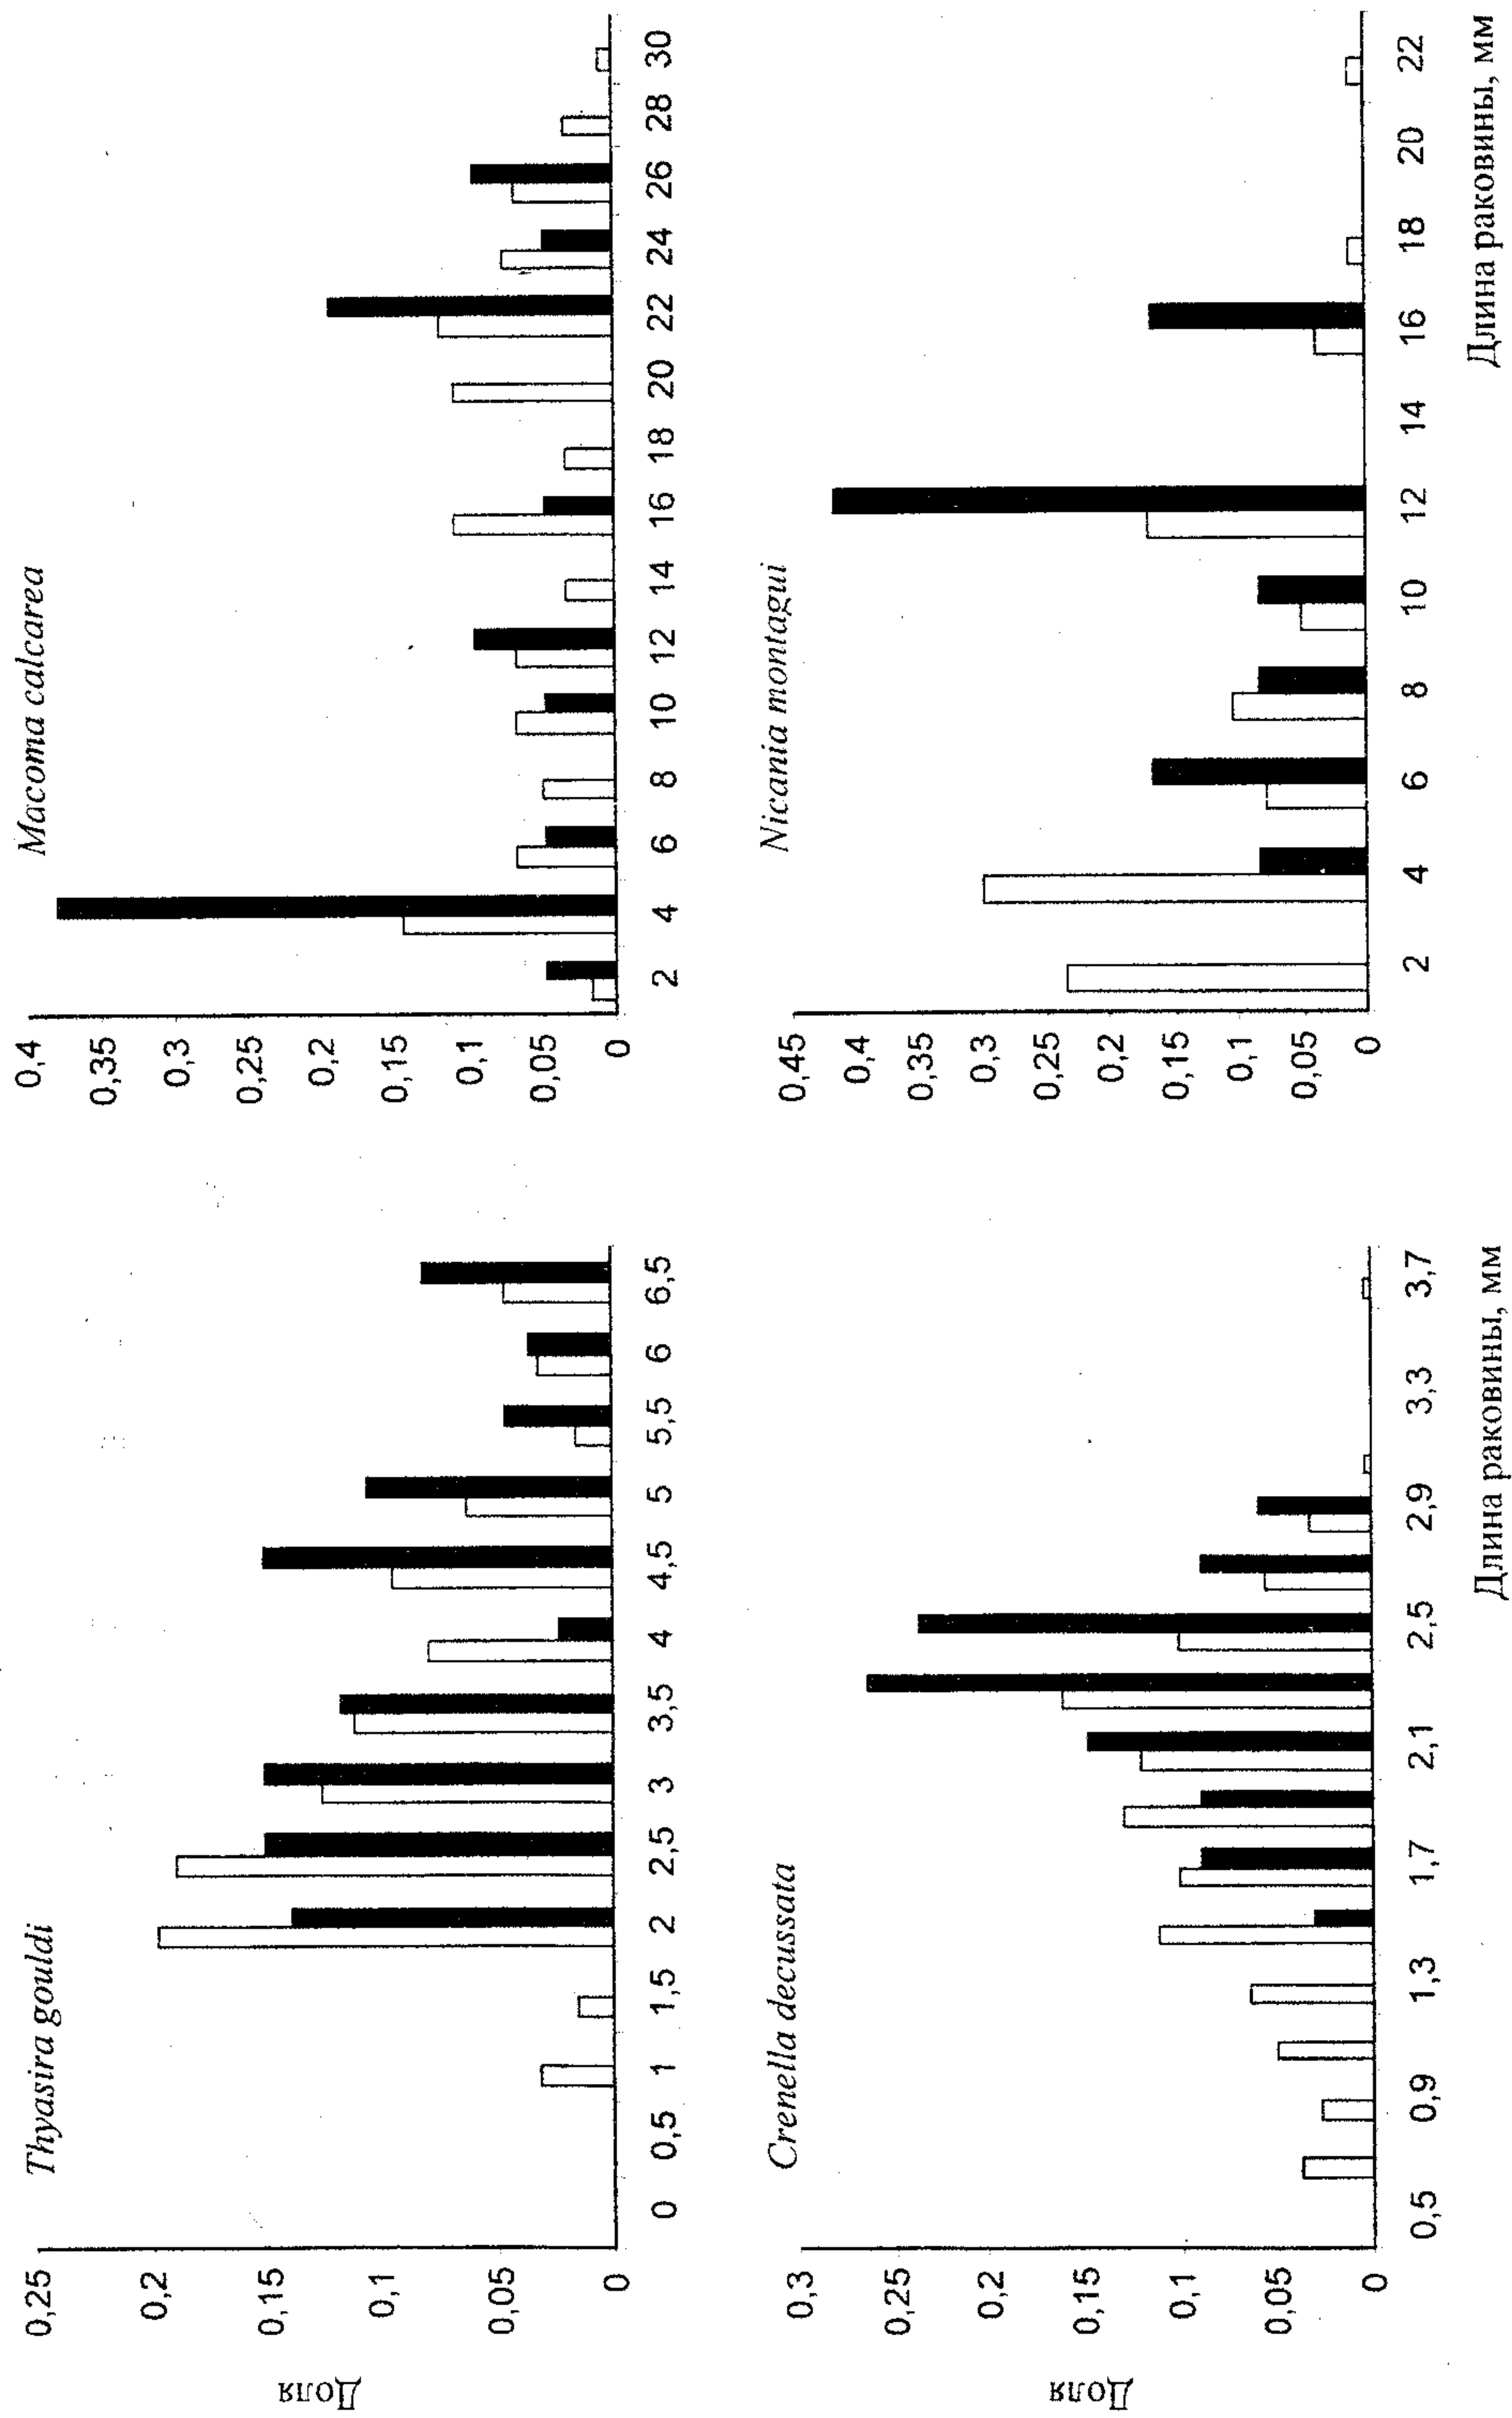 Thyasira gouldi
0,25
0,2
0,15
0,1
0,05
0
Доля
0 0,5 1 1,5 2 2,5 3 3,5 4 4,5 5 5,5 6 6,5
Macoma calcarea
0,4
0,35
0,3
0,25
0,2
0,15
0,1
0,05
0
2 4 6 8 10 12 14 16 18 20 22 24 26 28 30
Crenella decussata
0,3
0,25
0,2
0,15
0,1
0,05
0
Доля
0,5 0,9 1,3 1,7 2,1 2,5 2,9 3,3 3,7
Длина раковины, мм
Nicania montagui
0,45
0,4
0,35
0,3
0,25
0,2
0,15
0,1
0,05
0
2 4 6 8 10 12 14 16 18 20 22
Длина раковины, мм